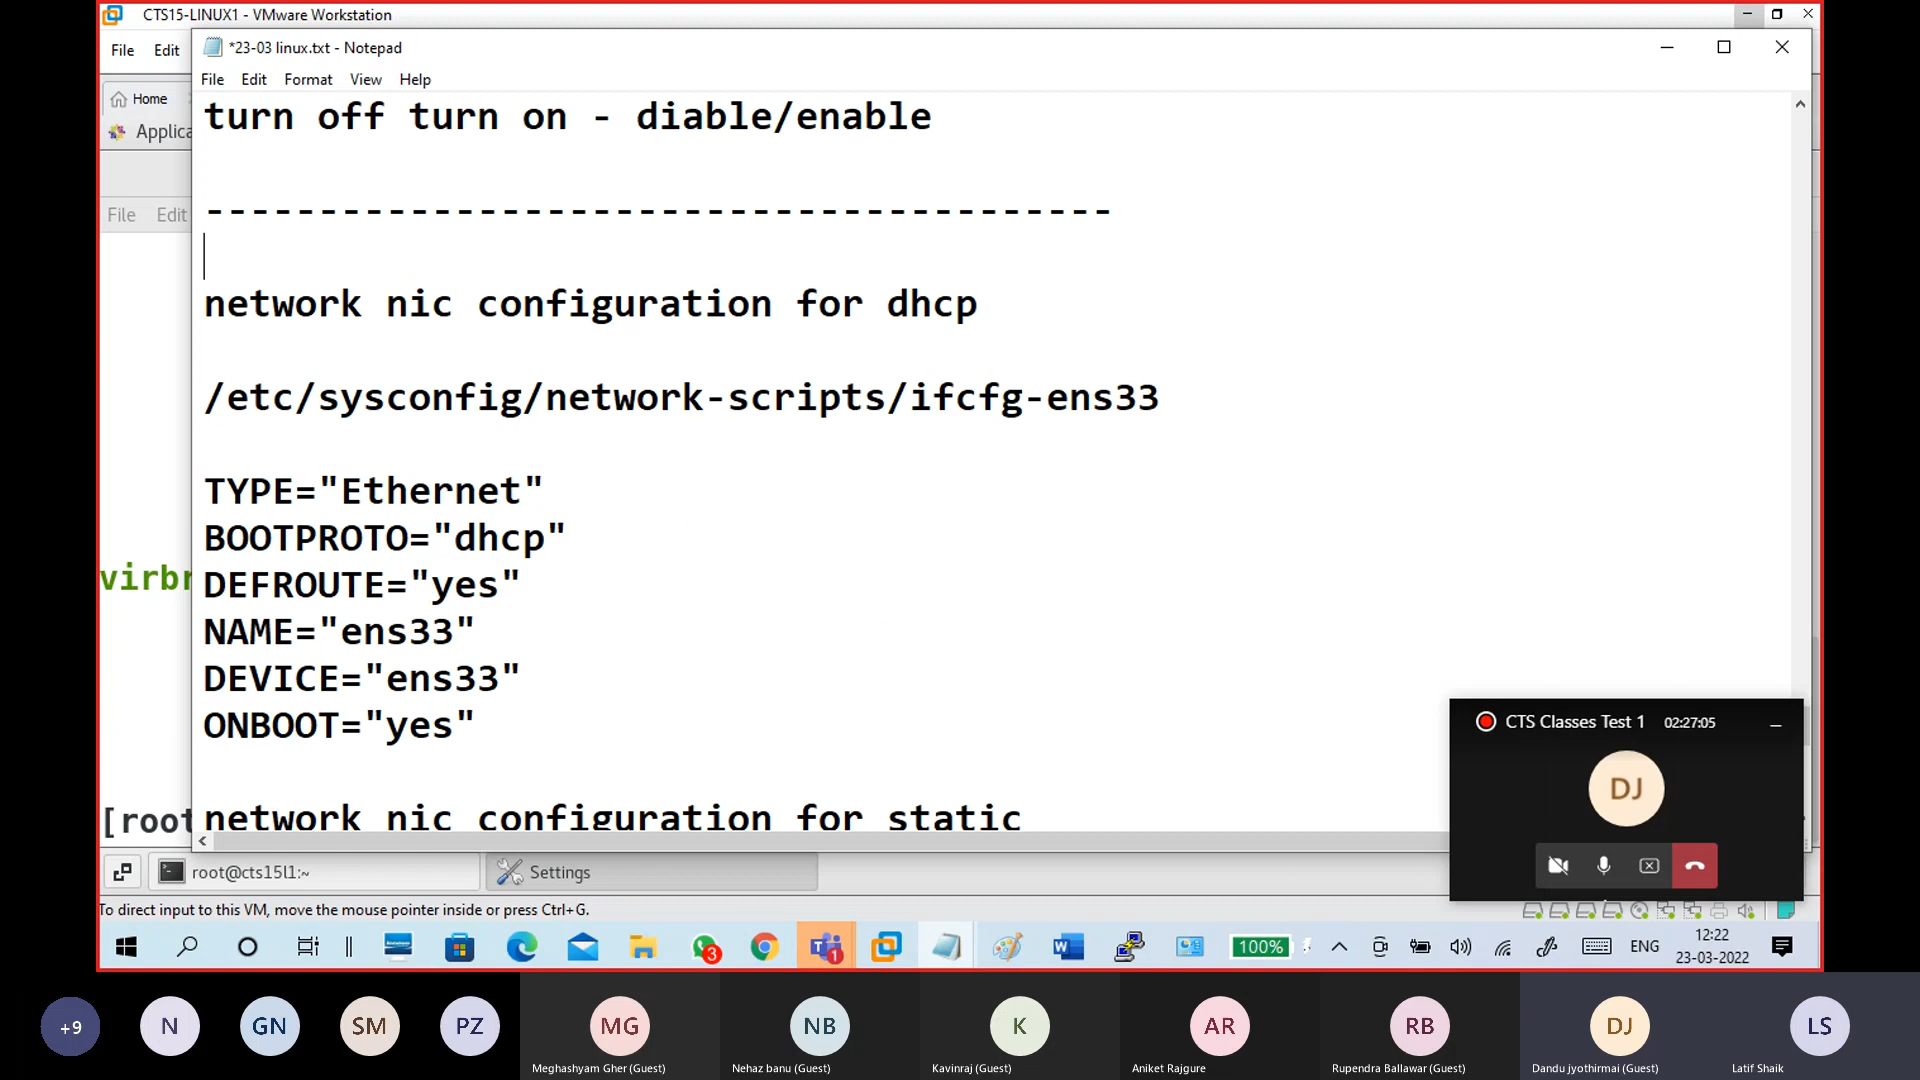 CTS15-LINUX1 - VMware Workstation
File Edit
*23-03 linux.txt - Notepad
File Edit Format View Help
Home
Applica
File Edit
turn off turn on - diable/enable
----------------------------------------
network nic configuration for dhcp
/etc/sysconfig/network-scripts/ifcfg-ens33
TYPE="Ethernet"
BOOTPROTO="dhcp"
virbr
DEFROUTE="yes"
NAME="ens33"
DEVICE="ens33"
ONBOOT="yes"
[root
network nic configuration for static
CTS Classes Test 1 02:27:05
DJ
root@cts15l1:~
Settings
To direct input to this VM, move the mouse pointer inside or press Ctrl+G.
3
1
100%
ENG
12:22
23-03-2022
+9
N
GN
SM
PZ
MG
NB
K
AR
RB
DJ
LS
Meghashyam Gher (Guest)
Nehaz banu (Guest)
Kavinraj (Guest)
Aniket Rajgure
Rupendra Ballawar (Guest)
Dandu jyothirmai (Guest)
Latif Shaik